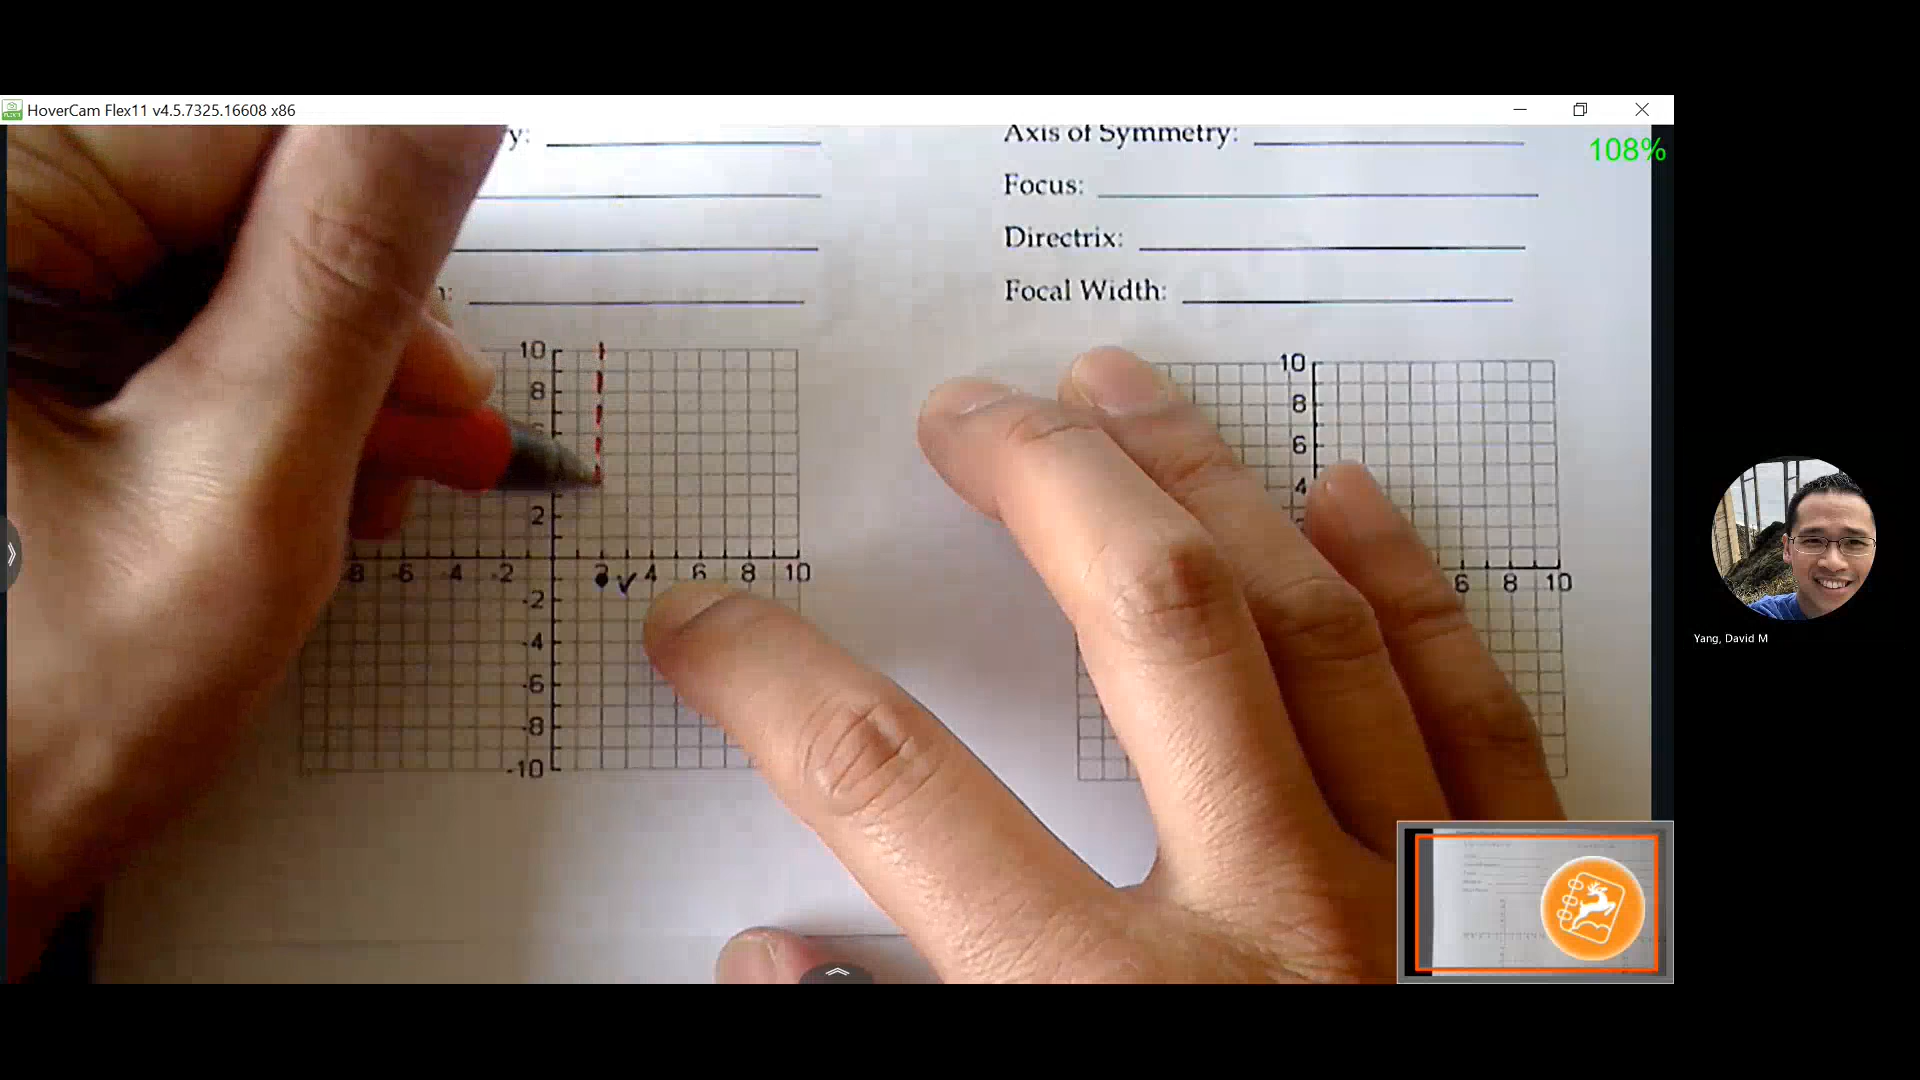 HoverCam Flex11 v4.5.7325.16608 x86
108%
y:
Axis of Symmetry:
Focus:
Directrix:
Focal Width:
10
8
2
-8 -6 -4 -2 2 4 6 8 10
V
-2
-4
-6
-8
-10
10
8
6
4
6 8 10
Yang, David M